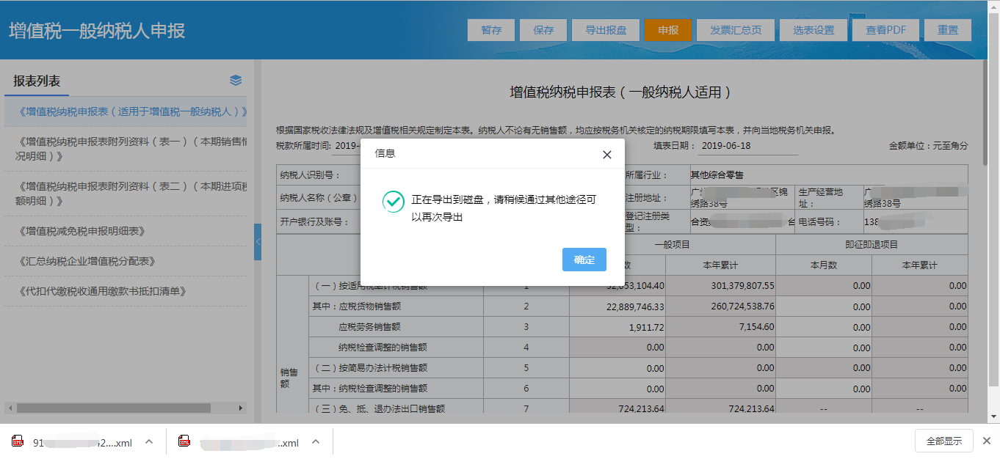 增值税一般纳税人申报
暂存 保存 导出报盘 申报 发票汇总页 选表设置 查看PDF 重置
报表列表
《增值税纳税申报表（适用于增值税一般纳税人）》
《增值税纳税申报表附列资料（表一）（本期销售情
况明细）》
《增值税纳税申报表附列资料（表二）（本期进项税
额明细）》
《增值税减免税申报明细表》
《汇总纳税企业增值税分配表》
《代扣代缴税收通用缴款书抵扣清单》
增值税纳税申报表（一般纳税人适用）
根据国家税收法律法规及增值税相关规定制定本表。纳税人不论有无销售额，均应按税务机关核定的纳税期限填写本表，并向当地税务机关申报。
税款所属时间: 2019- 填表日期： 2019-06-18 金额单位：元至角分
纳税人识别号： 所属行业： 其他综合零售
纳税人名称（公章） 注册地址： 广 区锦
绣路38号 生产经营地
址： 广
绣路38号
开户银行及账号： 登记注册类
型： 合资 台 电话号码： 138
一般项目 即征即退项目
数 本年累计 本月数 本年累计
信息
正在导出到磁盘，请稍候通过其他途径可
以再次导出
确定
销售
额
（一）按适用税率计税销售额 1 32,053,104.40 301,379,807.55 0.00 0.00
其中：应税货物销售额 2 22,889,746.33 260,724,538.76 0.00 0.00
应税劳务销售额 3 1,911.72 7,154.60 0.00 0.00
纳税检查调整的销售额 4 0.00 0.00 0.00 0.00
（二）按简易办法计税销售额 5 0.00 0.00 0.00 0.00
其中：纳税检查调整的销售额 6 0.00 0.00 0.00 0.00
（三）免、抵、退办法出口销售额 7 724,213.64 724,213.64 -- --
91 2....xml ..xml 全部显示